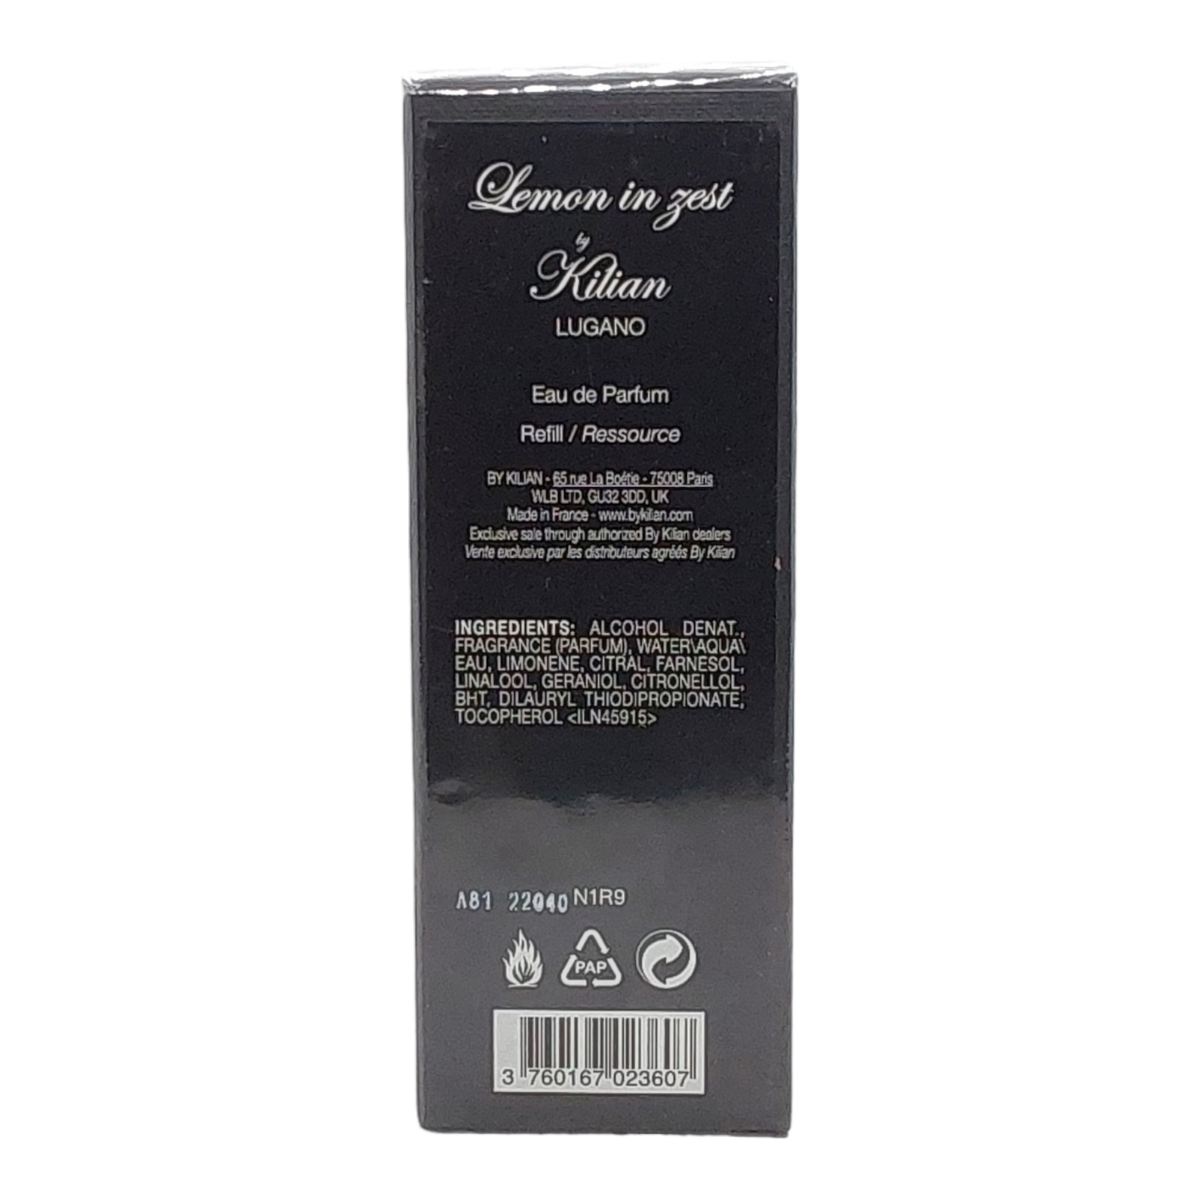 Lemon in zest
by
Kilian
LUGANO
Eau de Parfum
Refill / Ressource
BY KILIAN - 65 rue La Boétie - 75008 Paris
WLB LTD, GU32 3DD, UK
Made in France - www.bykilian.com
Exclusive sale through authorized By Kilian dealers
Vente exclusive par les distributeurs agréés By Kilian
INGREDIENTS: ALCOHOL DENAT.,
FRAGRANCE (PARFUM), WATER\AQUA\
EAU, LIMONENE, CITRAL, FARNESOL,
LINALOOL, GERANIOL, CITRONELLOL,
BHT, DILAURYL THIODIPROPIONATE,
TOCOPHEROL <ILN45915>
A81 22040 N1R9
PAP
3 760167 023607